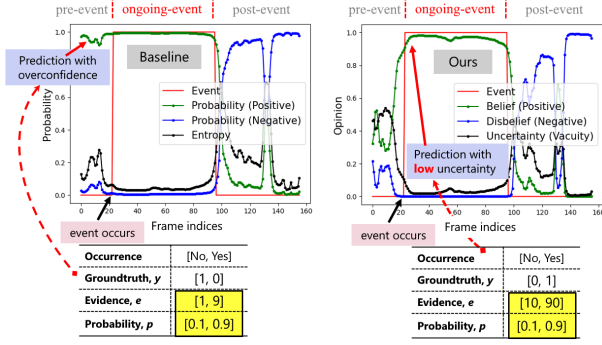 pre-event ongoing-event post-event
Baseline
Prediction with
overconfidence
Event
Probability (Positive)
Probability (Negative)
Entropy
Probability
1.0
0.6
0.4
0.2
0.0
0 20 40 60 80 100 120 140 160
Frame indices
event occurs
Occurrence [No, Yes]
Groundtruth, y [1, 0]
Evidence, e [1, 9]
Probability, p [0.1, 0.9]
pre-event ongoing-event post-event
Ours
Event
Belief (Positive)
Disbelief (Negative)
Uncertainty (Vacuity)
Prediction with
low uncertainty
Opinion
1.0
0.8
0.6
0.4
0.2
0.0
0 20 40 60 80 100 120 140 160
Frame indices
event occurs
Occurrence [No, Yes]
Groundtruth, y [0, 1]
Evidence, e [10, 90]
Probability, p [0.1, 0.9]